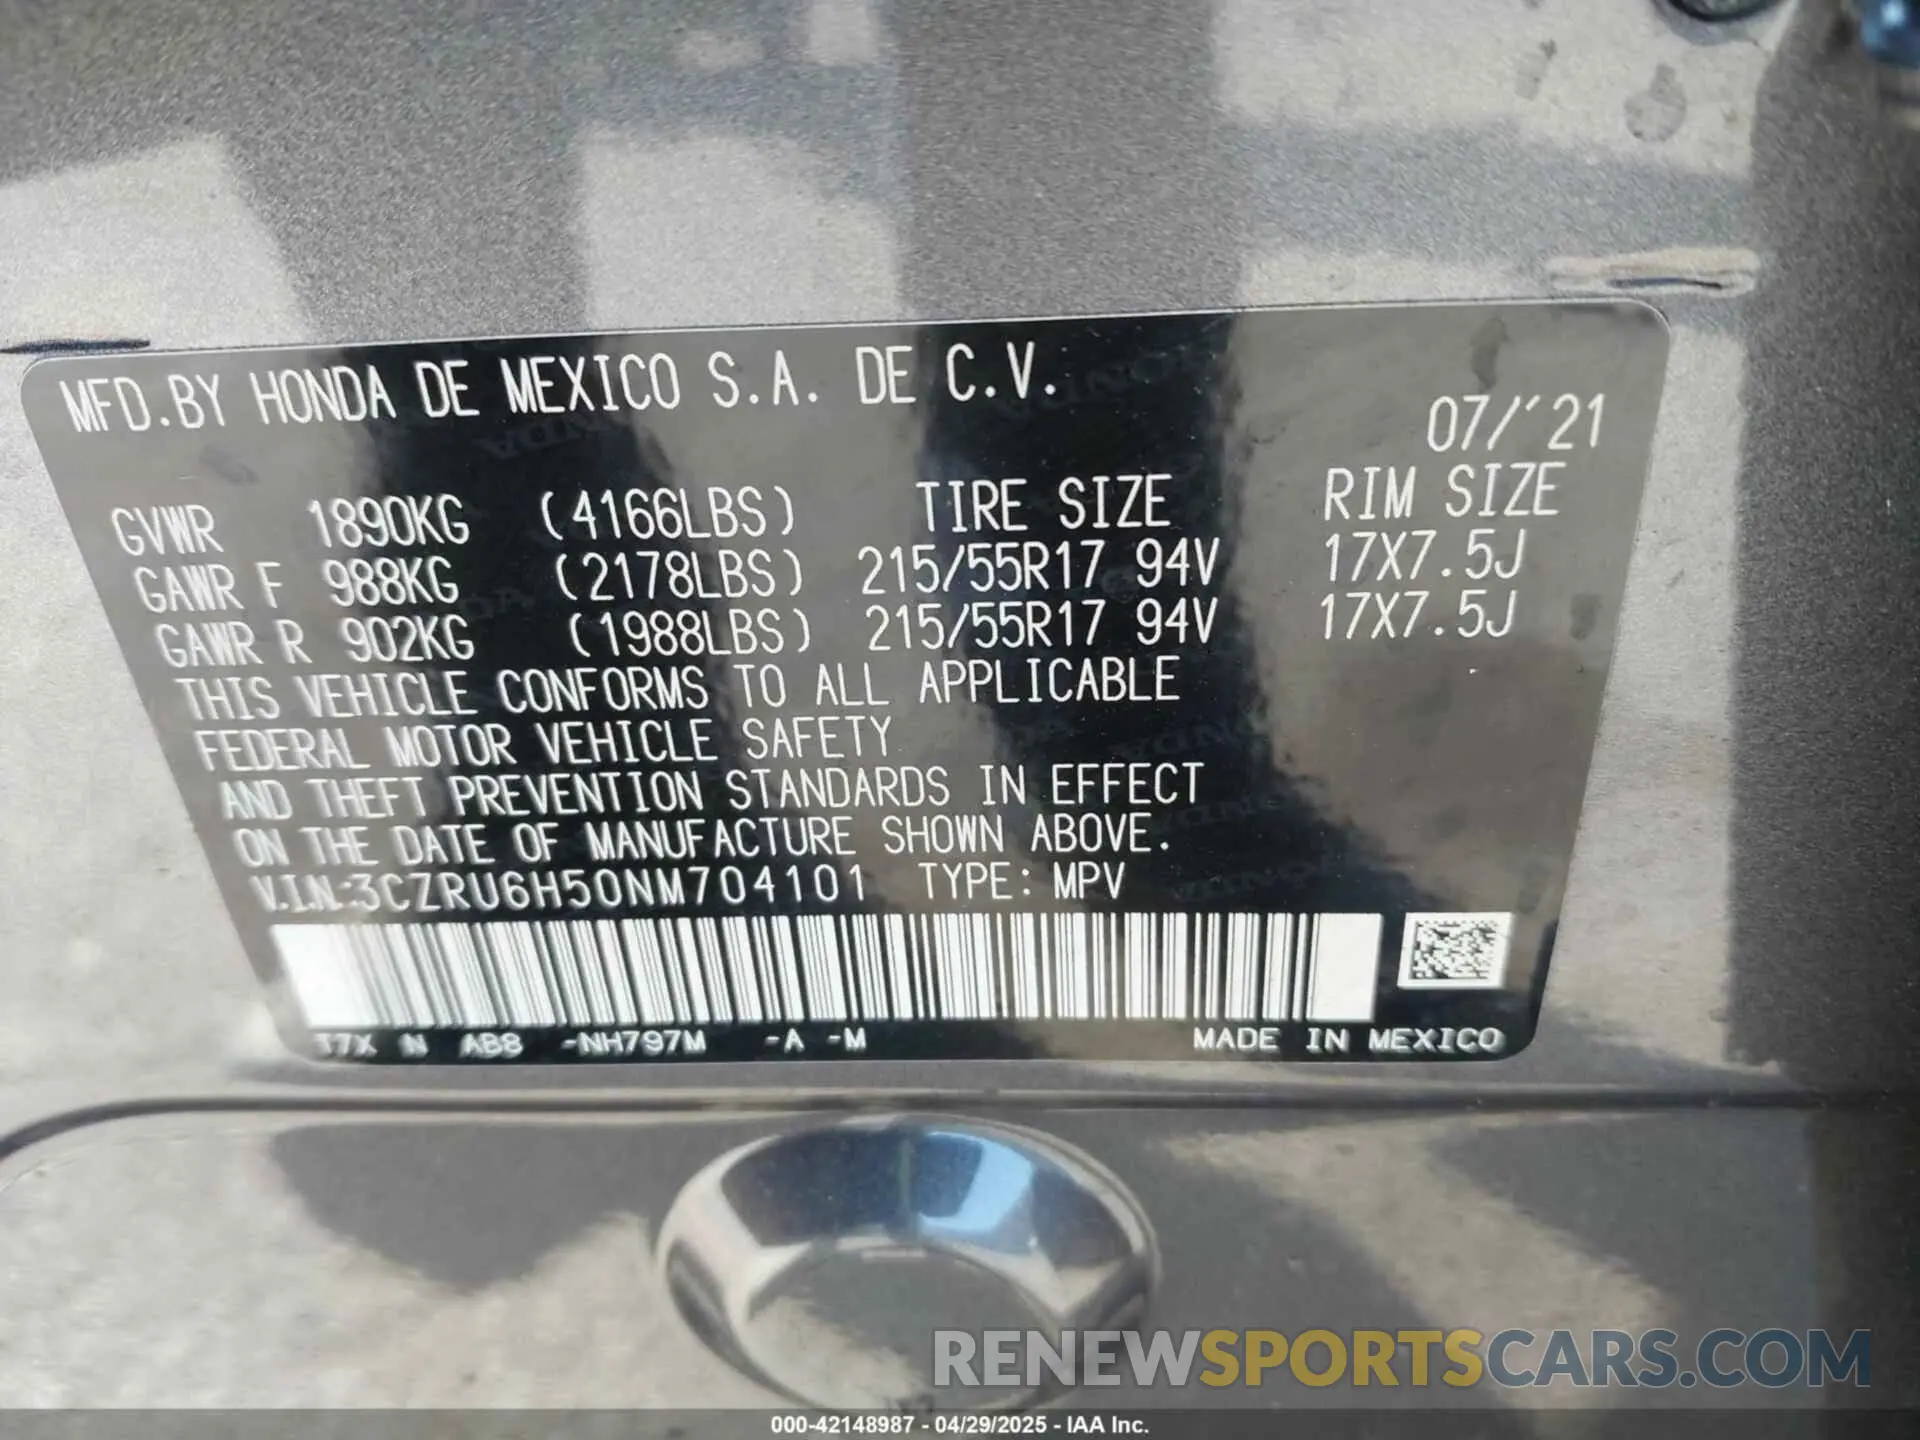 MFD.BY HONDA DE MEXICO S.A. DE C.V.
07/'21
GVWR 1890KG (4166LBS) TIRE SIZE RIM SIZE
GAWR F 988KG (2178LBS) 215/55R17 94V 17X7.5J
GAWR R 902KG (1988LBS) 215/55R17 94V 17X7.5J
THIS VEHICLE CONFORMS TO ALL APPLICABLE
FEDERAL MOTOR VEHICLE SAFETY
AND THEFT PREVENTION STANDARDS IN EFFECT
ON THE DATE OF MANUFACTURE SHOWN ABOVE.
V.I.N.:3CZRU6H50NM704101 TYPE: MPV
T7X N AB8 -NH797M -A -M MADE IN MEXICO
RENEWSPORTSCARS.COM
000-42148987 - 04/29/2025 - IAA Inc.